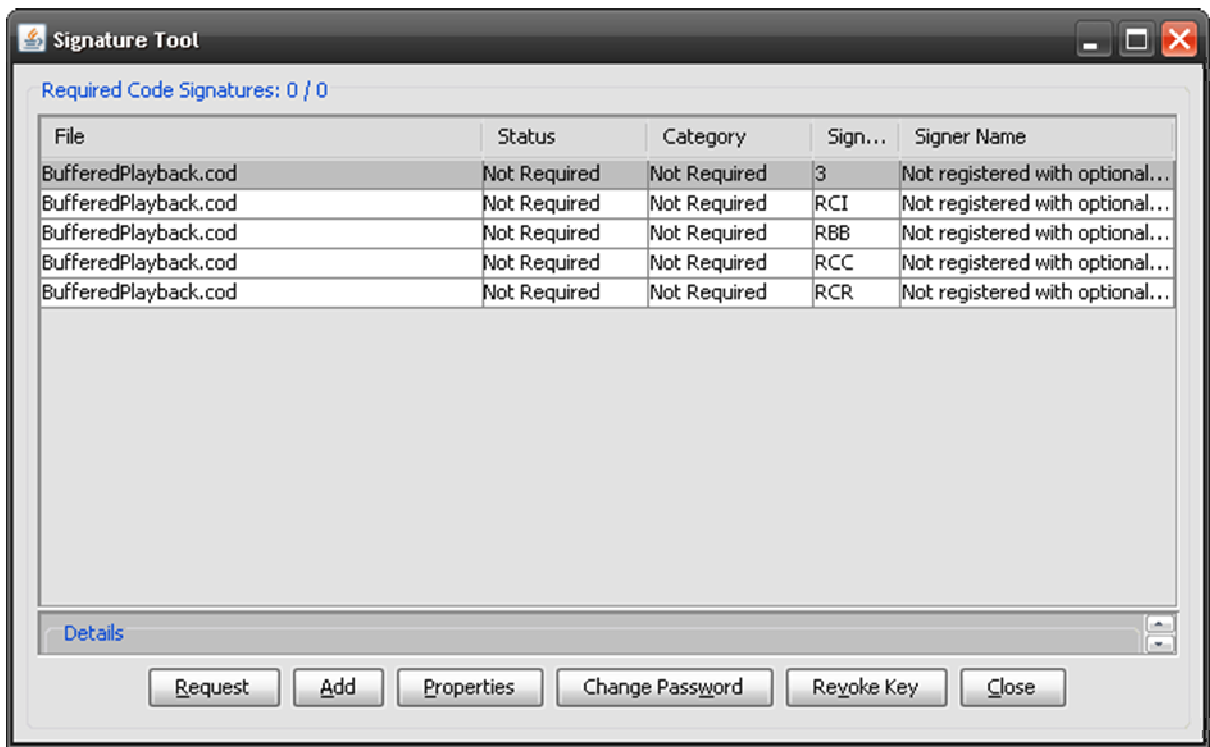 Signature Tool
Required Code Signatures: 0 / 0
File Status Category Sign... Signer Name
BufferedPlayback.cod Not Required Not Required 3 Not registered with optional...
BufferedPlayback.cod Not Required Not Required RCI Not registered with optional...
BufferedPlayback.cod Not Required Not Required RBB Not registered with optional...
BufferedPlayback.cod Not Required Not Required RCC Not registered with optional...
BufferedPlayback.cod Not Required Not Required RCR Not registered with optional...
Details
Request Add Properties Change Password Revoke Key Close